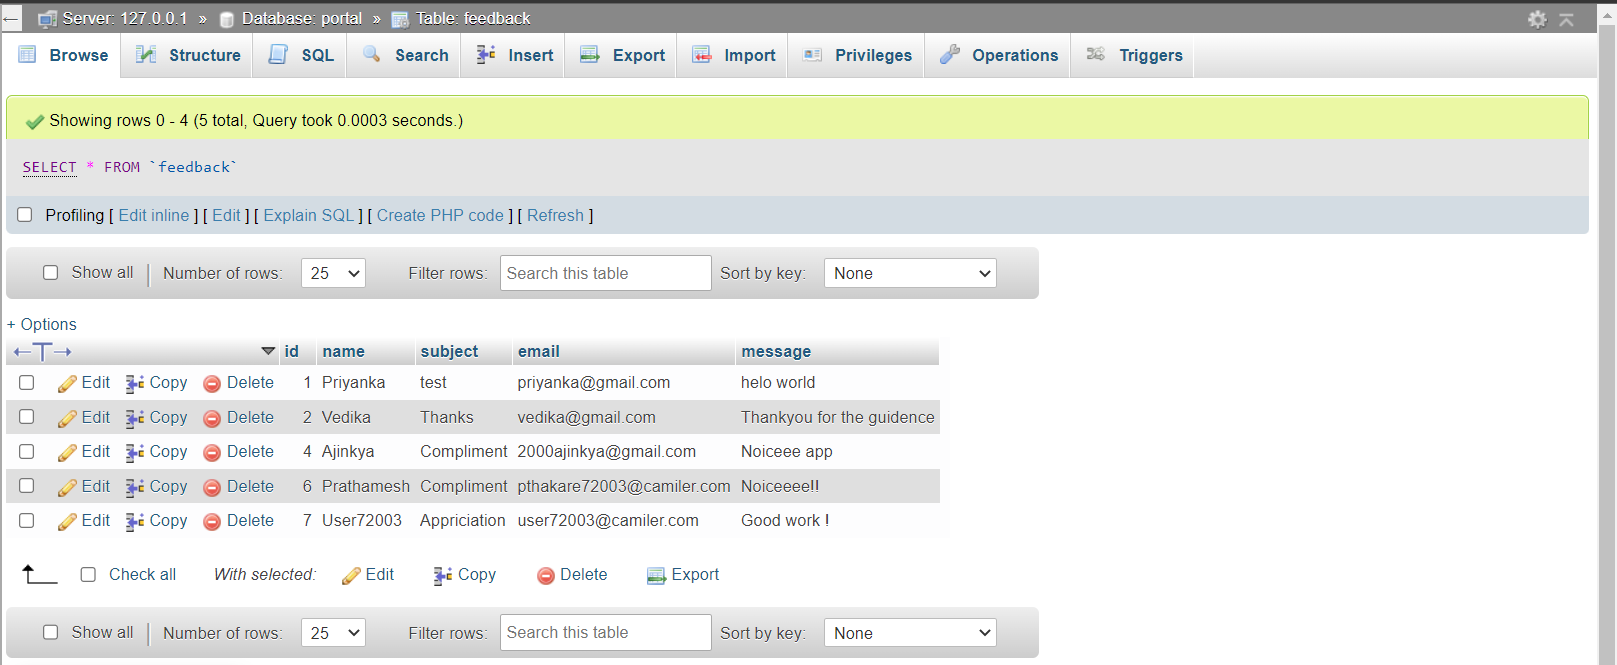 Server: 127.0.0.1 » Database: portal » Table: feedback
Browse Structure SQL Search Insert Export Import Privileges Operations Triggers
Showing rows 0 - 4 (5 total, Query took 0.0003 seconds.)
SELECT * FROM `feedback`
Profiling [ Edit inline ] [ Edit ] [ Explain SQL ] [ Create PHP code ] [ Refresh ]
Show all | Number of rows: 25 Filter rows: Search this table Sort by key: None
+ Options
←T→ id name subject email message
Edit Copy Delete 1 Priyanka test priyanka@gmail.com helo world
Edit Copy Delete 2 Vedika Thanks vedika@gmail.com Thankyou for the guidence
Edit Copy Delete 4 Ajinkya Compliment 2000ajinkya@gmail.com Noiceee app
Edit Copy Delete 6 Prathamesh Compliment pthakare72003@camiler.com Noiceeee!!
Edit Copy Delete 7 User72003 Appriciation user72003@camiler.com Good work !
Check all With selected: Edit Copy Delete Export
Show all | Number of rows: 25 Filter rows: Search this table Sort by key: None